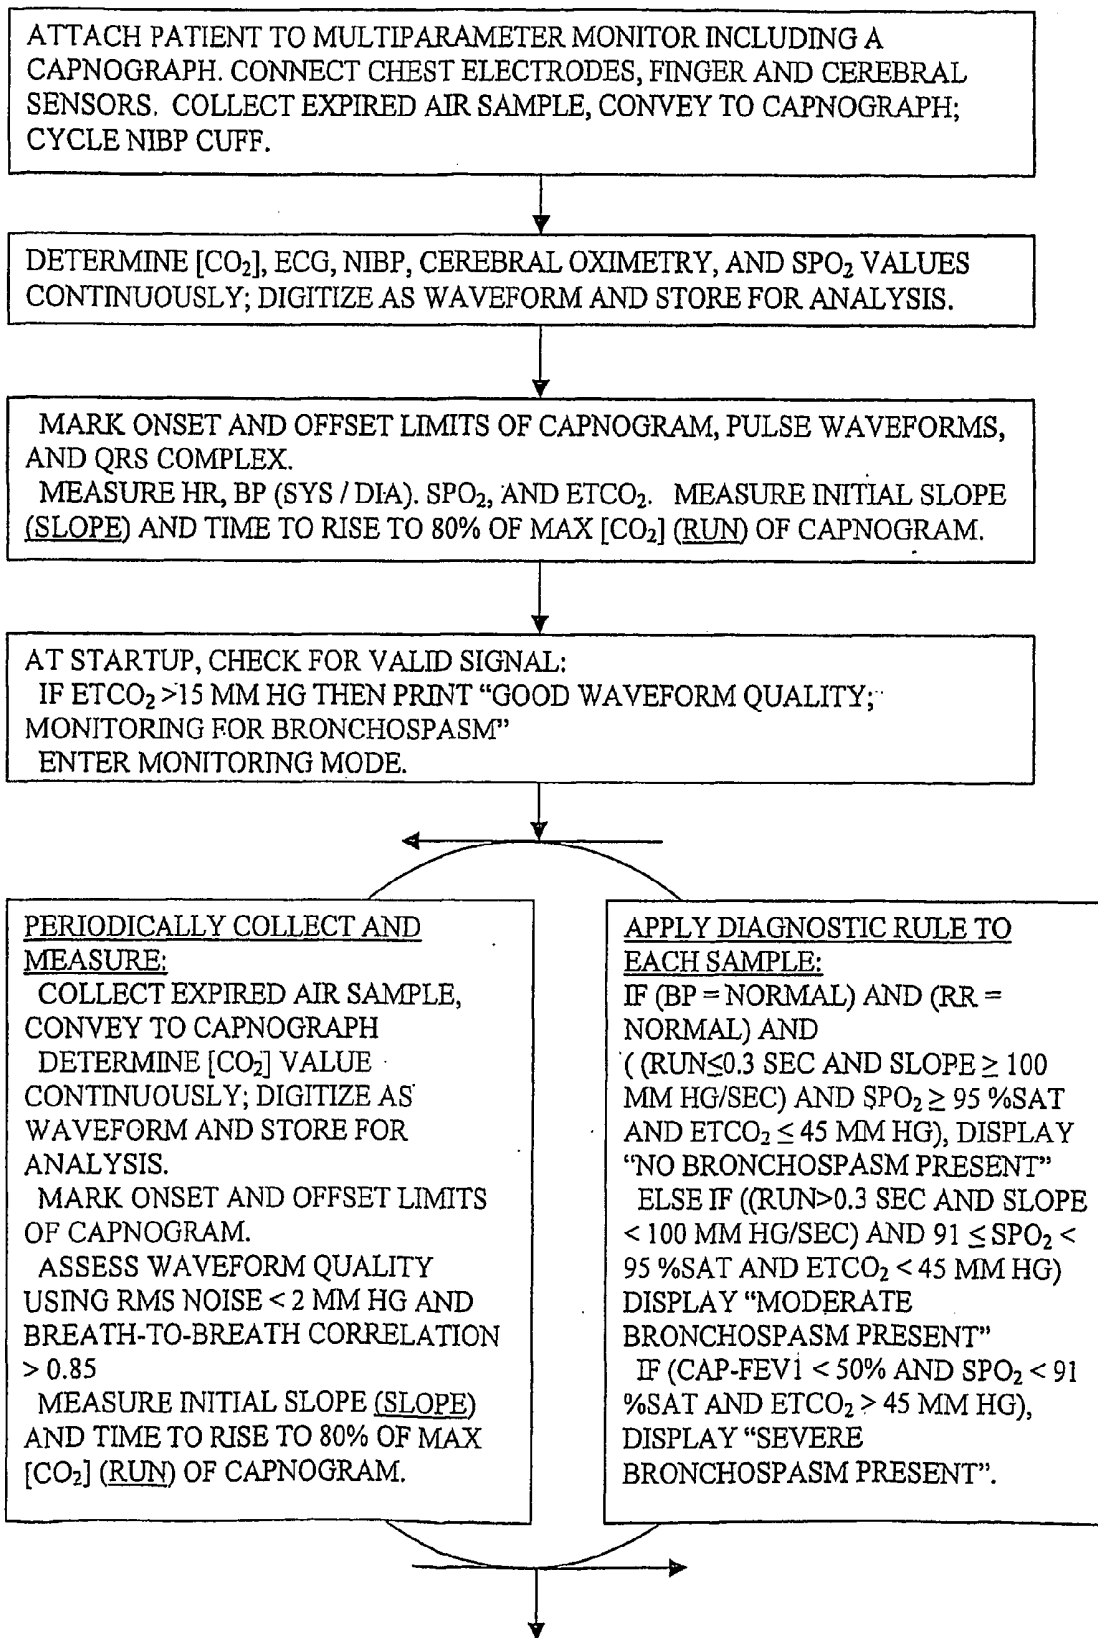 ATTACH PATIENT TO MULTIPARAMETER MONITOR INCLUDING A
CAPNOGRAPH. CONNECT CHEST ELECTRODES, FINGER AND CEREBRAL
SENSORS. COLLECT EXPIRED AIR SAMPLE, CONVEY TO CAPNOGRAPH;
CYCLE NIBP CUFF.
DETERMINE [CO₂], ECG, NIBP, CEREBRAL OXIMETRY, AND SPO₂ VALUES
CONTINUOUSLY; DIGITIZE AS WAVEFORM AND STORE FOR ANALYSIS.
MARK ONSET AND OFFSET LIMITS OF CAPNOGRAM, PULSE WAVEFORMS,
AND QRS COMPLEX.
MEASURE HR, BP (SYS / DIA). SPO₂, AND ETCO₂. MEASURE INITIAL SLOPE
(SLOPE) AND TIME TO RISE TO 80% OF MAX [CO₂] (RUN) OF CAPNOGRAM.
AT STARTUP, CHECK FOR VALID SIGNAL:
IF ETCO₂ >15 MM HG THEN PRINT “GOOD WAVEFORM QUALITY;
MONITORING FOR BRONCHOSPASM”
ENTER MONITORING MODE.
PERIODICALLY COLLECT AND
MEASURE:
COLLECT EXPIRED AIR SAMPLE,
CONVEY TO CAPNOGRAPH
DETERMINE [CO₂] VALUE
CONTINUOUSLY; DIGITIZE AS
WAVEFORM AND STORE FOR
ANALYSIS.
MARK ONSET AND OFFSET LIMITS
OF CAPNOGRAM.
ASSESS WAVEFORM QUALITY
USING RMS NOISE < 2 MM HG AND
BREATH-TO-BREATH CORRELATION
> 0.85
MEASURE INITIAL SLOPE (SLOPE)
AND TIME TO RISE TO 80% OF MAX
[CO₂] (RUN) OF CAPNOGRAM.
APPLY DIAGNOSTIC RULE TO
EACH SAMPLE:
IF (BP = NORMAL) AND (RR =
NORMAL) AND
( (RUN≤0.3 SEC AND SLOPE ≥ 100
MM HG/SEC) AND SPO₂ ≥ 95 %SAT
AND ETCO₂ ≤ 45 MM HG), DISPLAY
“NO BRONCHOSPASM PRESENT”
ELSE IF ((RUN>0.3 SEC AND SLOPE
< 100 MM HG/SEC) AND 91 ≤ SPO₂ <
95 %SAT AND ETCO₂ < 45 MM HG)
DISPLAY “MODERATE
BRONCHOSPASM PRESENT”
IF (CAP-FEV1 < 50% AND SPO₂ < 91
%SAT AND ETCO₂ > 45 MM HG),
DISPLAY “SEVERE
BRONCHOSPASM PRESENT”.